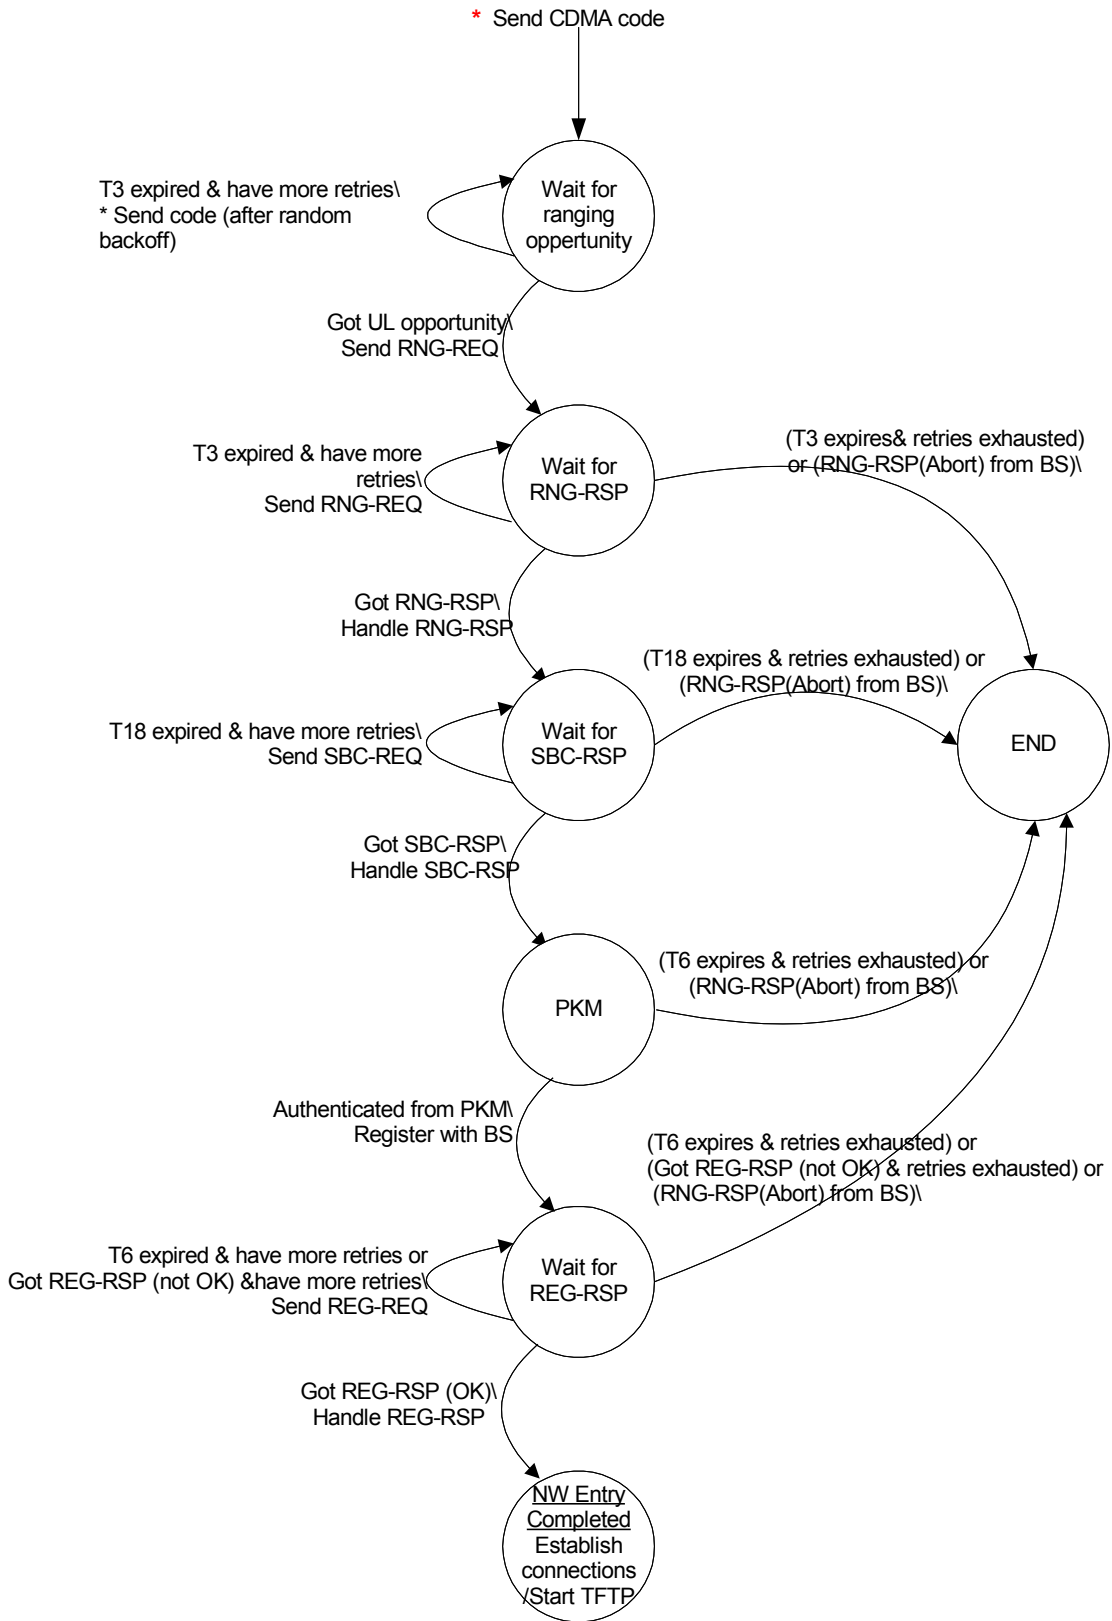 * Send CDMA code
T3 expired & have more retries\
* Send code (after random
backoff)
Wait for
ranging
oppertunity
Got UL opportunity\
Send RNG-REQ
T3 expired & have more
retries\
Send RNG-REQ
Wait for
RNG-RSP
(T3 expires& retries exhausted)
or (RNG-RSP(Abort) from BS)\
Got RNG-RSP\
Handle RNG-RSP
(T18 expires & retries exhausted) or
(RNG-RSP(Abort) from BS)\
T18 expired & have more retries\
Send SBC-REQ
Wait for
SBC-RSP
END
Got SBC-RSP\
Handle SBC-RSP
PKM
(T6 expires & retries exhausted) or
(RNG-RSP(Abort) from BS)\
Authenticated from PKM\
Register with BS
(T6 expires & retries exhausted) or
(Got REG-RSP (not OK) & retries exhausted) or
(RNG-RSP(Abort) from BS)\
T6 expired & have more retries or
Got REG-RSP (not OK) &have more retries\
Send REG-REQ
Wait for
REG-RSP
Got REG-RSP (OK)\
Handle REG-RSP
NW Entry
Completed
Establish
connections
/Start TFTP